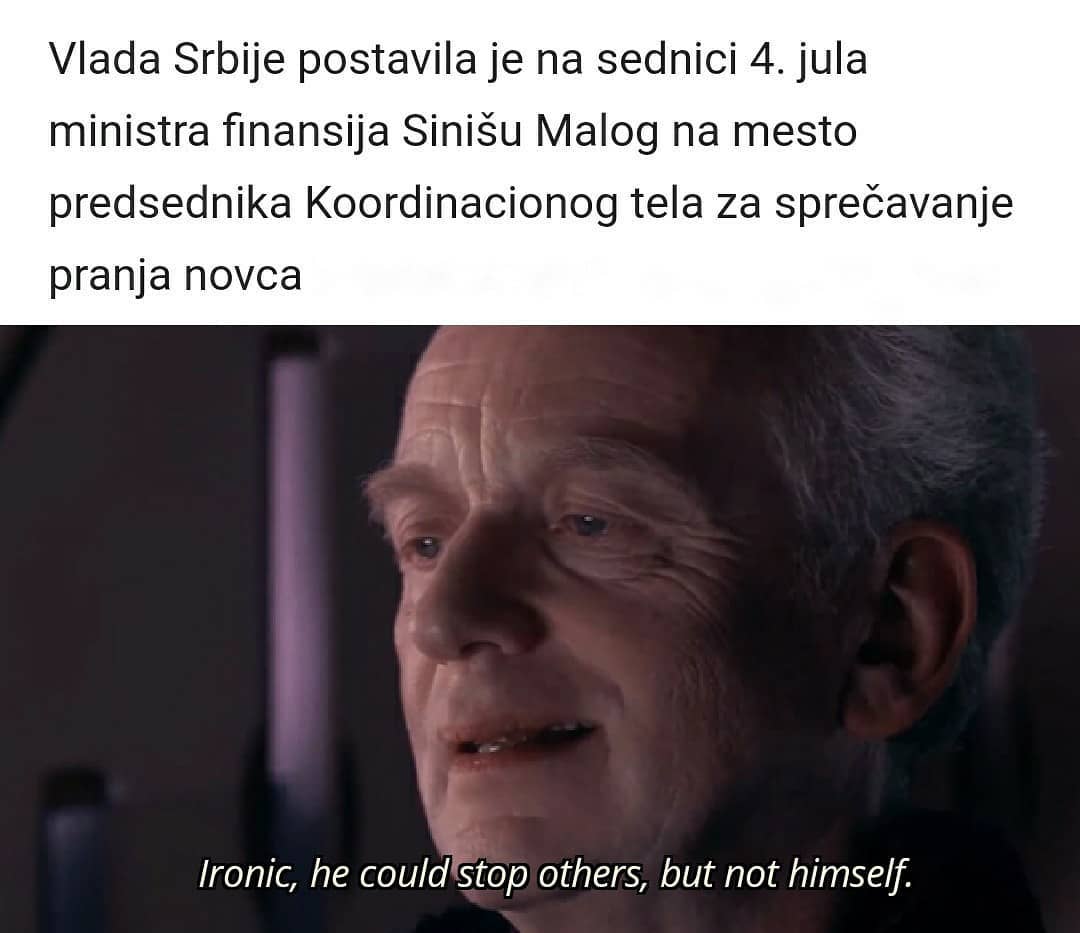 Vlada Srbije postavila je na sednici 4. jula
ministra finansija Sinišu Malog na mesto
predsednika Koordinacionog tela za sprečavanje
pranja novca
Ironic, he could stop others, but not himself.